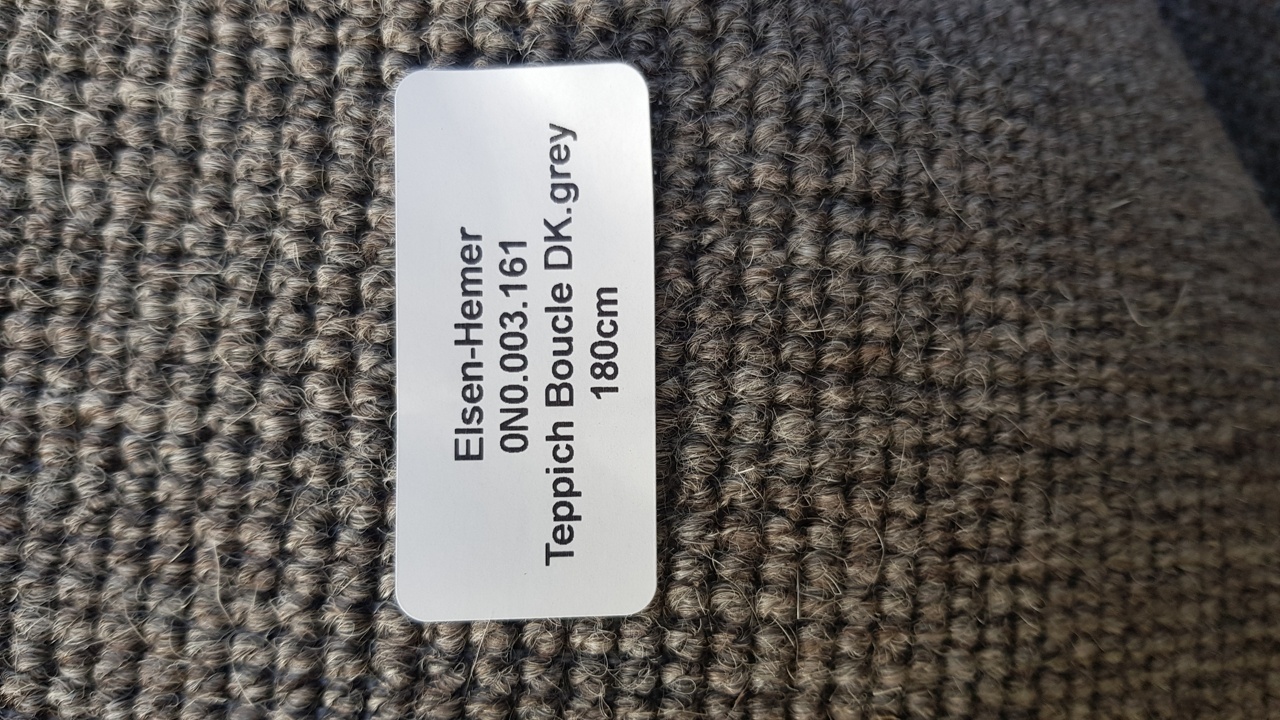 Elsen-Hemer
0N0.003.161
Teppich Boucle DK.grey
180cm